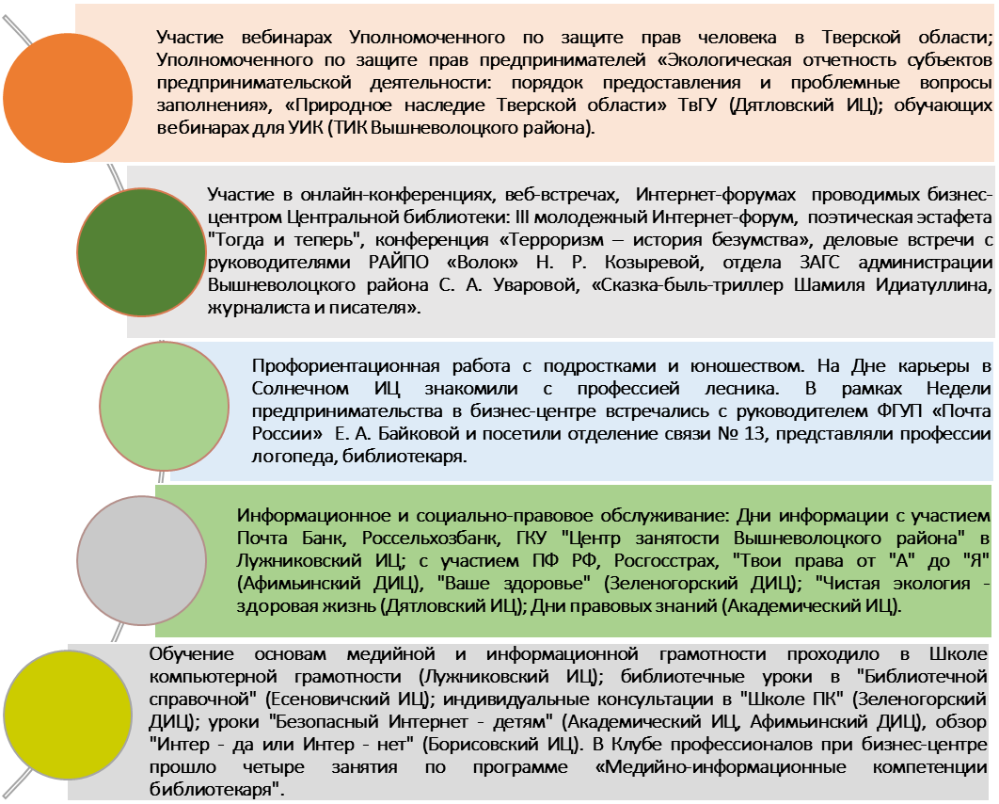 Участие вебинарах Уполномоченного по защите прав человека в Тверской области;
Уполномоченного по защите прав предпринимателей «Экологическая отчетность субъектов
предпринимательской деятельности: порядок предоставления и проблемные вопросы
заполнения», «Природное наследие Тверской области» ТвГУ (Дятловский ИЦ); обучающих
вебинарах для УИК (ТИК Вышневолоцкого района).
Участие в онлайн-конференциях, веб-встречах, Интернет-форумах проводимых бизнес-
центром Центральной библиотеки: III молодежный Интернет-форум, поэтическая эстафета
"Тогда и теперь", конференция «Терроризм – история безумства», деловые встречи с
руководителями РАЙПО «Волок» Н. Р. Козыревой, отдела ЗАГС администрации
Вышневолоцкого района С. А. Уваровой, «Сказка-быль-триллер Шамиля Идиатуллина,
журналиста и писателя».
Профориентационная работа с подростками и юношеством. На Дне карьеры в
Солнечном ИЦ знакомили с профессией лесника. В рамках Недели
предпринимательства в бизнес-центре встречались с руководителем ФГУП «Почта
России» Е. А. Байковой и посетили отделение связи № 13, представляли профессии
логопеда, библиотекаря.
Информационное и социально-правовое обслуживание: Дни информации с участием
Почта Банк, Россельхозбанк, ГКУ "Центр занятости Вышневолоцкого района" в
Лужниковский ИЦ; с участием ПФ РФ, Росгосстрах, "Твои права от "А" до "Я"
(Афимьинский ДИЦ), "Ваше здоровье" (Зеленогорский ДИЦ); "Чистая экология -
здоровая жизнь (Дятловский ИЦ); Дни правовых знаний (Академический ИЦ).
Обучение основам медийной и информационной грамотности проходило в Школе
компьютерной грамотности (Лужниковский ИЦ); библиотечные уроки в "Библиотечной
справочной" (Есеновичский ИЦ); индивидуальные консультации в "Школе ПК" (Зеленогорский
ДИЦ); уроки "Безопасный Интернет - детям" (Академический ИЦ, Афимьинский ДИЦ), обзор
"Интер - да или Интер - нет" (Борисовский ИЦ). В Клубе профессионалов при бизнес-центре
прошло четыре занятия по программе «Медийно-информационные компетенции
библиотекаря".